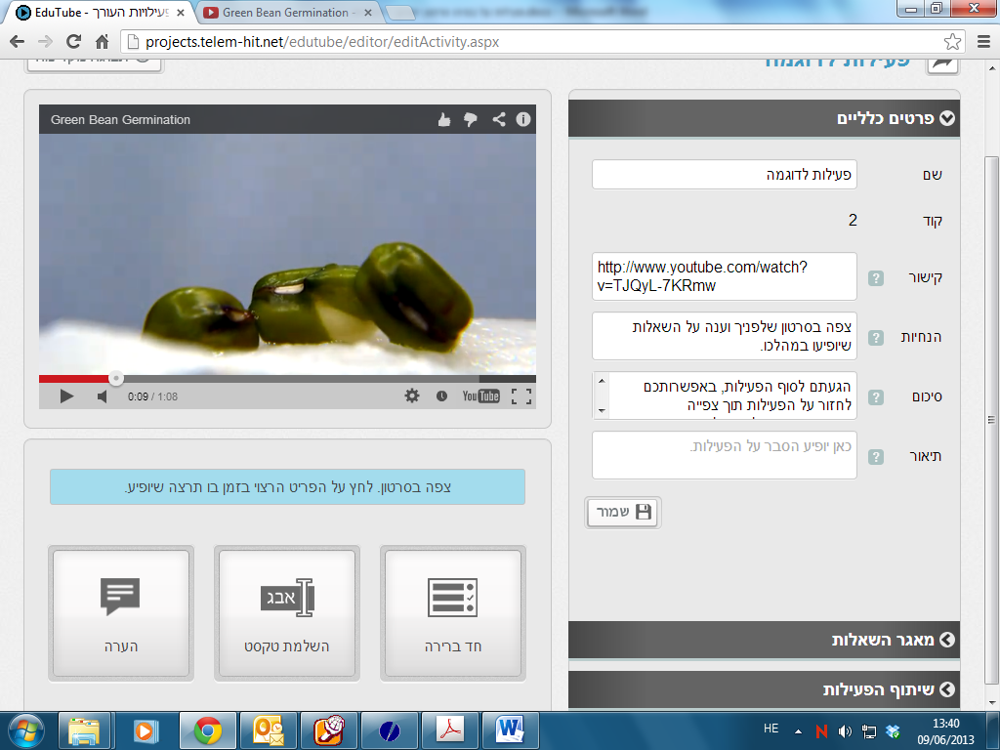 EduTube - פעילויות העורך
Green Bean Germination -
projects.telem-hit.net/edutube/editor/editActivity.aspx
פעילות לדוגמה
Green Bean Germination
0:09 / 1:08
YouTube
צפה בסרטון. לחץ על הפריט הרצוי בזמן בו תרצה שיופיע.
חד ברירה
השלמת טקסט
אבג
הערה
פרטים כלליים
שם
פעילות לדוגמה
קוד
2
קישור
http://www.youtube.com/watch?
v=TJQyL-7KRmw
הנחיות
צפה בסרטון שלפניך וענה על השאלות
שיופיעו במהלכו.
סיכום
הגעתם לסוף הפעילות, באפשרותכם
לחזור על הפעילות תוך צפייה
תיאור
כאן יופיע הסבר על הפעילות.
שמור
מאגר השאלות
שיתוף הפעילות
HE
13:40
09/06/2013